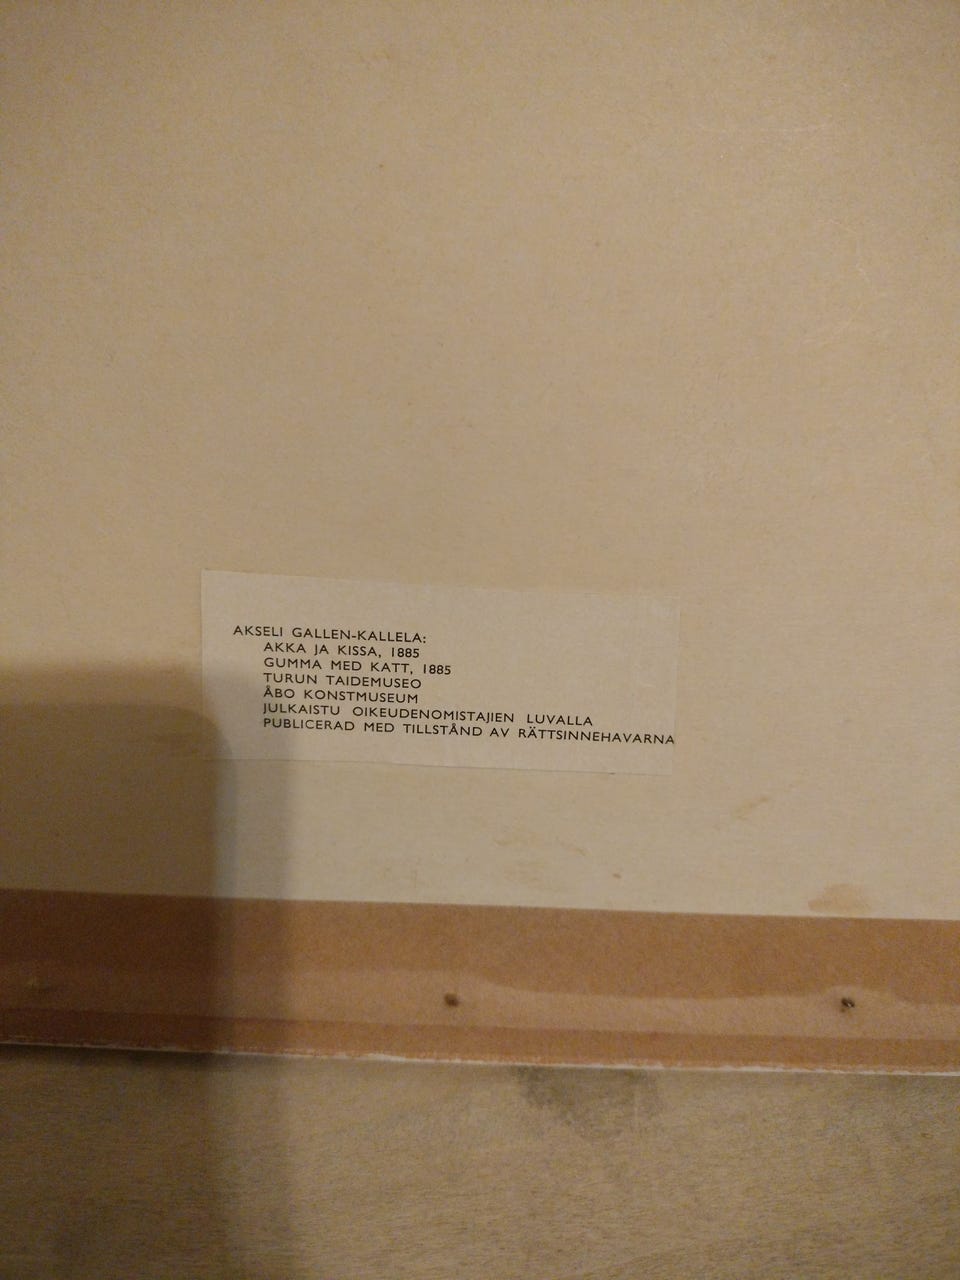 AKSELI GALLEN-KALLELA:
AKKA JA KISSA, 1885
GUMMA MED KATT, 1885
TURUN TAIDEMUSEO
ÅBO KONSTMUSEUM
JULKAISTU OIKEUDENOMISTAJIEN LUVALLA
PUBLICERAD MED TILLSTÅND AV RÄTTSINNEHAVARNA